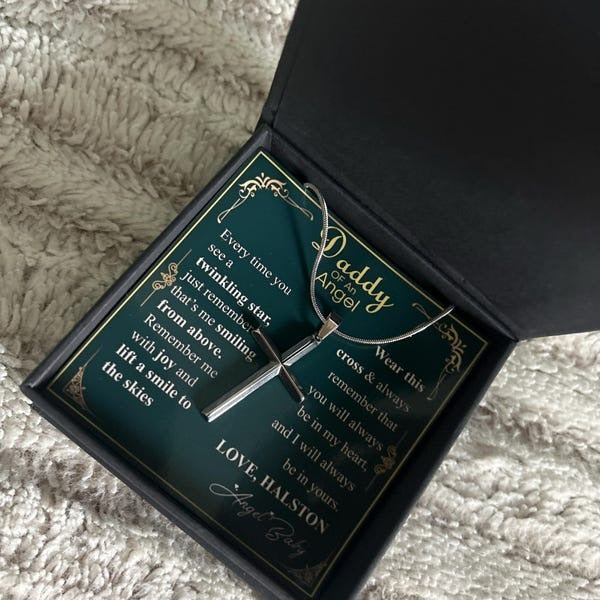 Daddy
OF An
Angel
Every time you
see a
twinkling star,
just remember
that's me smiling
from above.
Remember me
with joy and
lift a smile to
the skies
Wear this
cross & always
remember that
you will always
be in my heart,
and I will always
be in yours.
LOVE, HALSTON
Angel Baby